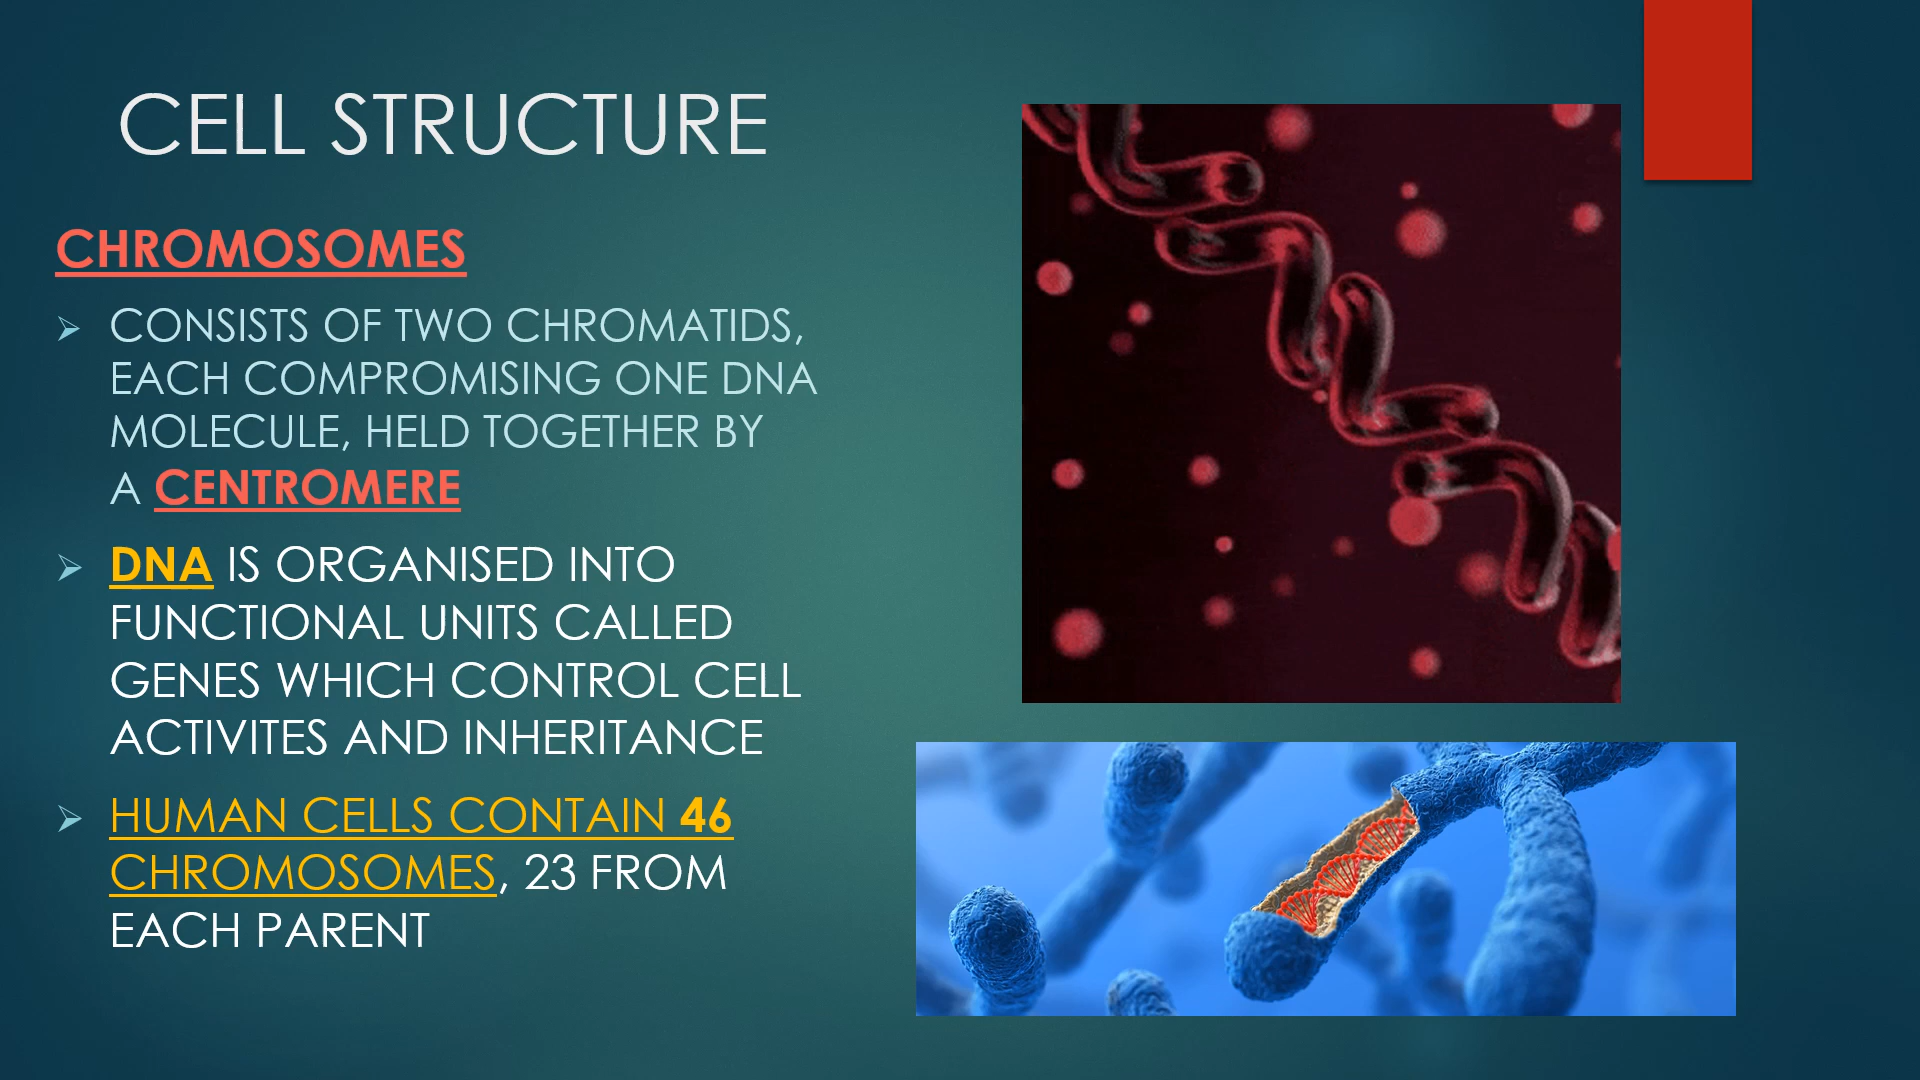 CELL STRUCTURE
CHROMOSOMES
CONSISTS OF TWO CHROMATIDS,
EACH COMPROMISING ONE DNA
MOLECULE, HELD TOGETHER BY
A CENTROMERE
DNA IS ORGANISED INTO
FUNCTIONAL UNITS CALLED
GENES WHICH CONTROL CELL
ACTIVITES AND INHERITANCE
HUMAN CELLS CONTAIN 46
CHROMOSOMES, 23 FROM
EACH PARENT